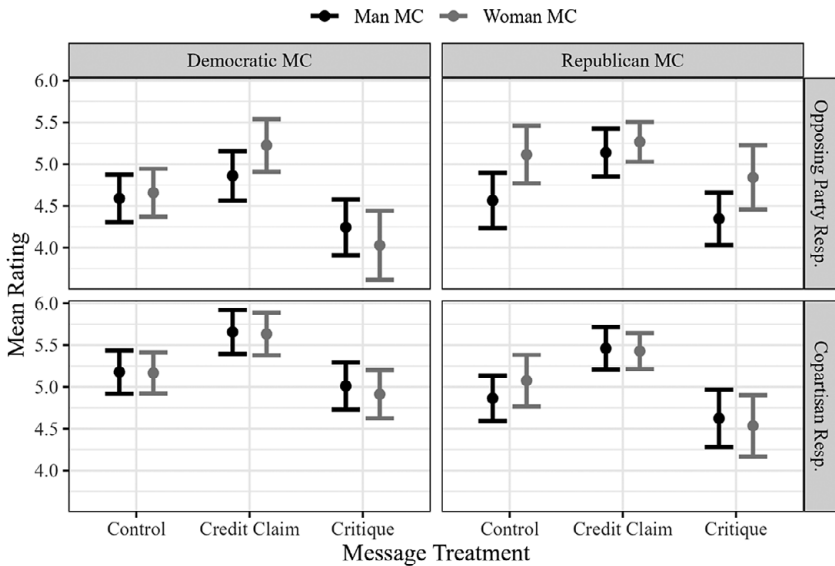 Man MC Woman MC
Democratic MC Republican MC
Mean Rating
6.0
5.5
5.0
4.5
4.0
Opposing Party Resp.
6.0
5.5
5.0
4.5
4.0
Copartisan Resp.
Control Credit Claim Critique Control Credit Claim Critique
Message Treatment